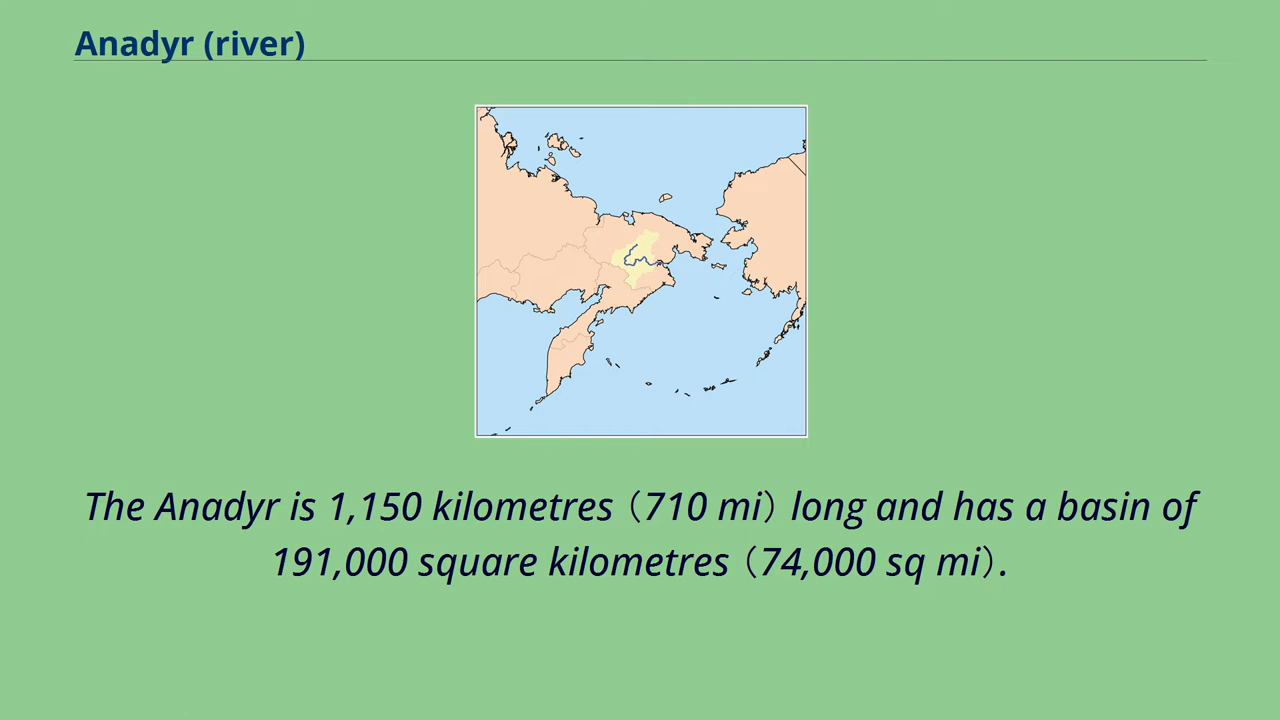 Anadyr (river)
The Anadyr is 1,150 kilometres（710 mi）long and has a basin of
191,000 square kilometres（74,000 sq mi）.